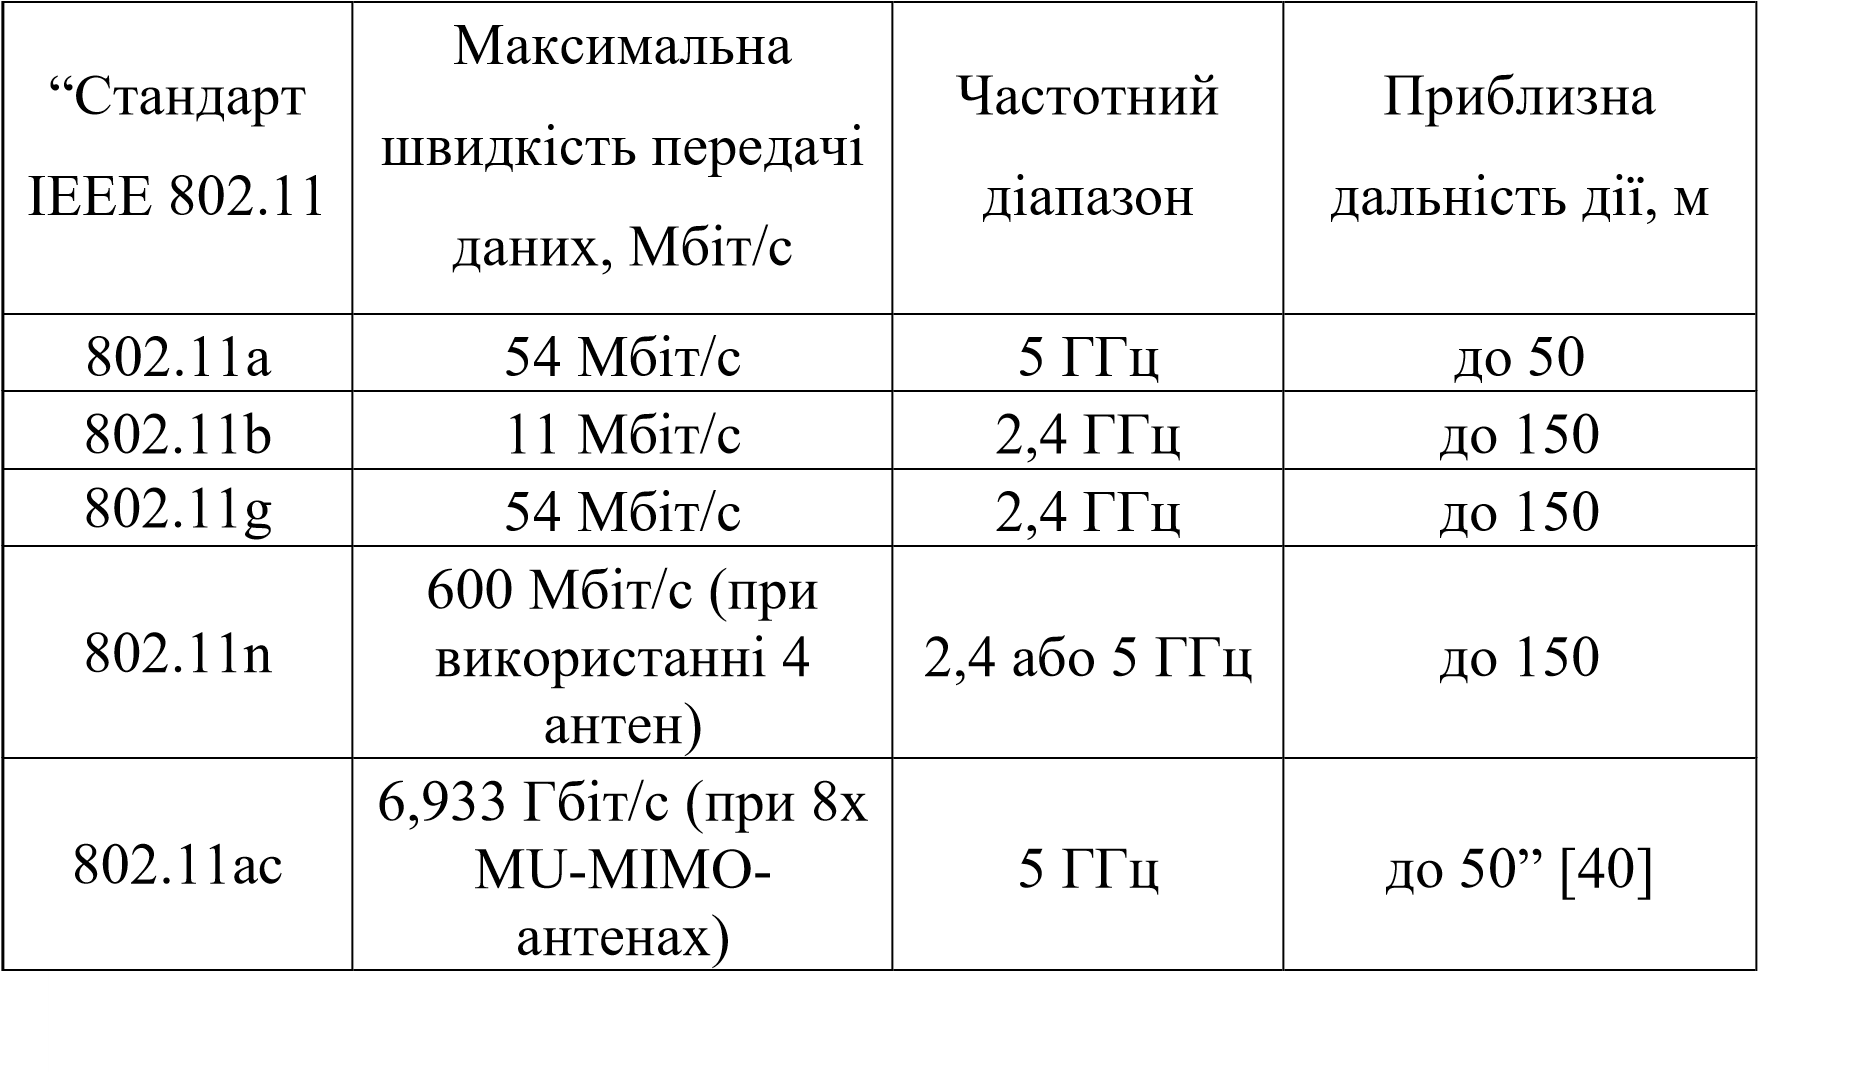 “Стандарт
IEEE 802.11
Максимальна
швидкість передачі
даних, Мбіт/с
Частотний
діапазон
Приблизна
дальність дії, м
802.11a
54 Мбіт/с
5 ГГц
до 50
802.11b
11 Мбіт/с
2,4 ГГц
до 150
802.11g
54 Мбіт/с
2,4 ГГц
до 150
802.11n
600 Мбіт/с (при
використанні 4
антен)
2,4 або 5 ГГц
до 150
802.11ac
6,933 Гбіт/с (при 8x
MU-MIMO-
антенах)
5 ГГц
до 50” [40]